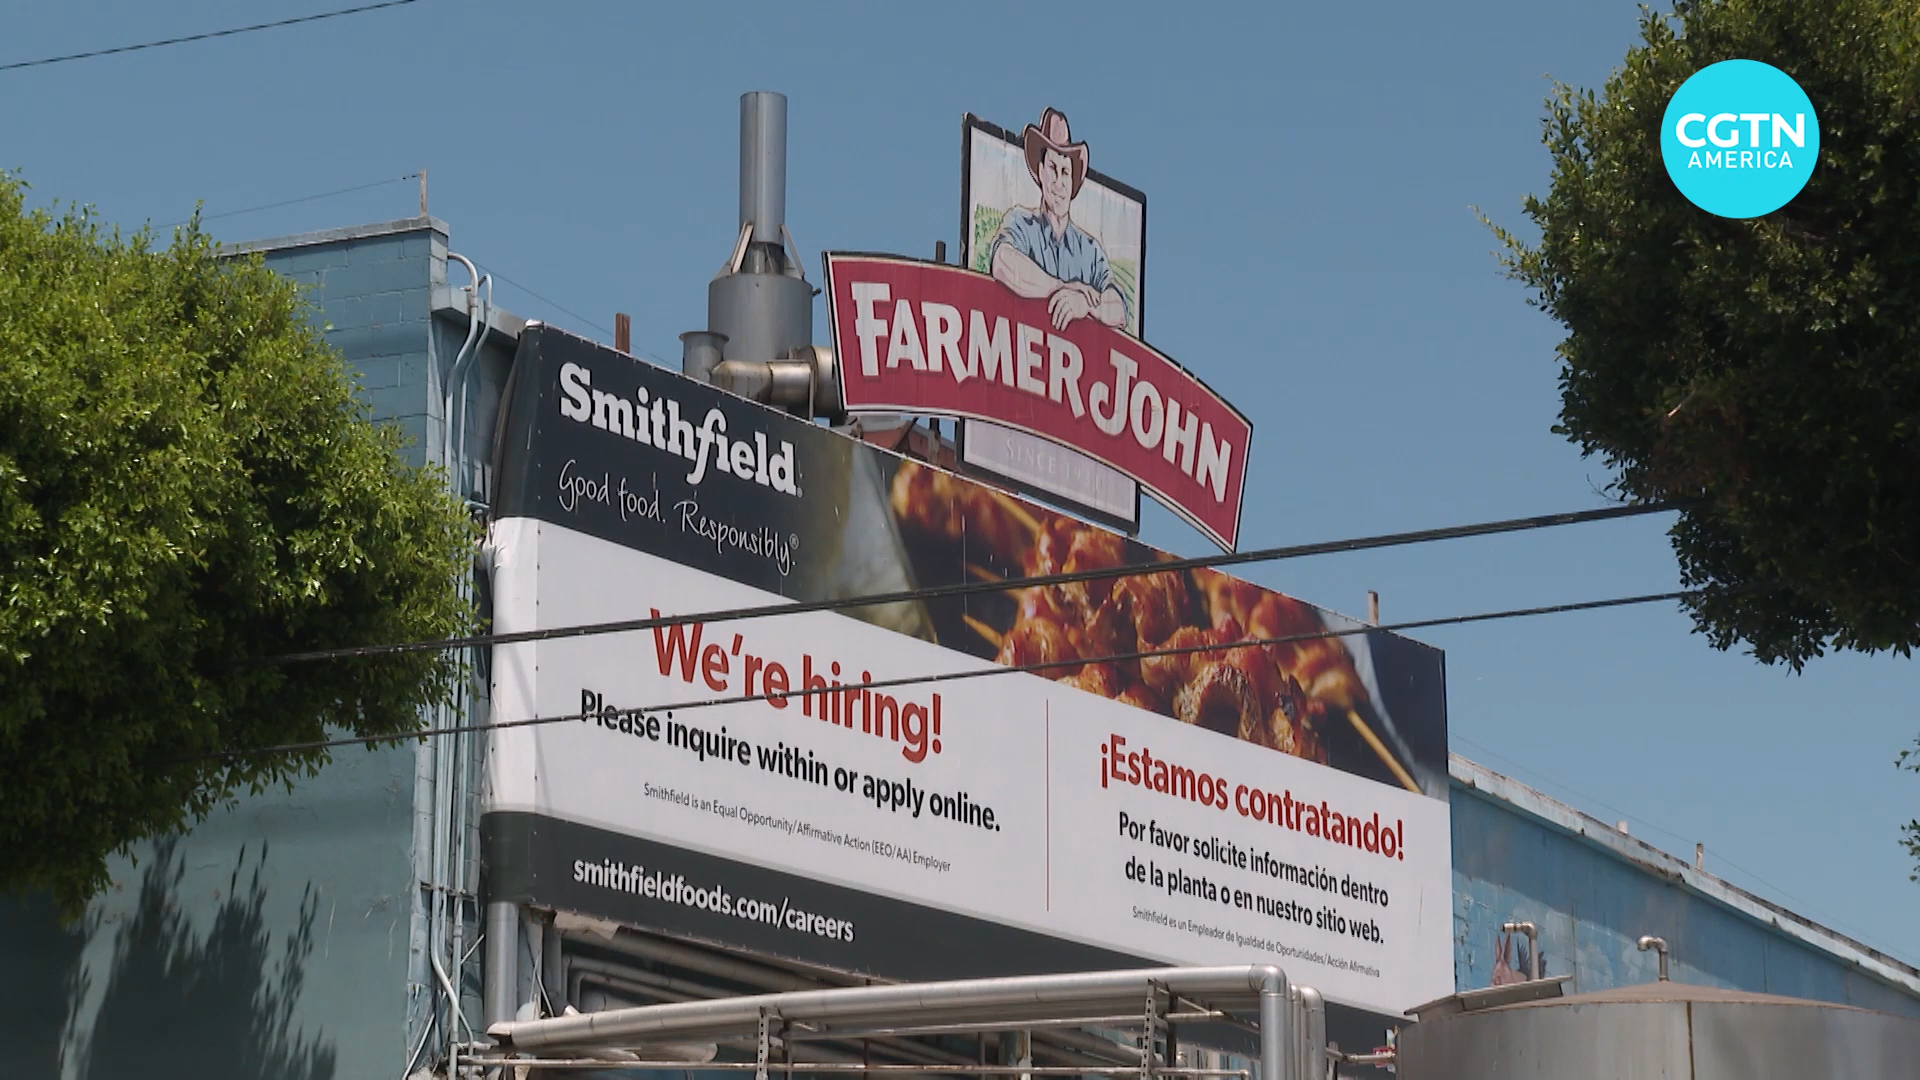 CGTN
AMERICA
FARMER JOHN
SINCE 1931
Smithfield
Good food. Responsibly.®
We're hiring!
Please inquire within or apply online.
Smithfield is an Equal Opportunity/Affirmative Action (EEO/AA) Employer
smithfieldfoods.com/careers
¡Estamos contratando!
Por favor solicite información dentro
de la planta o en nuestro sitio web.
Smithfield es un Empleador de Igualdad de Oportunidades/Acción Afirmativa